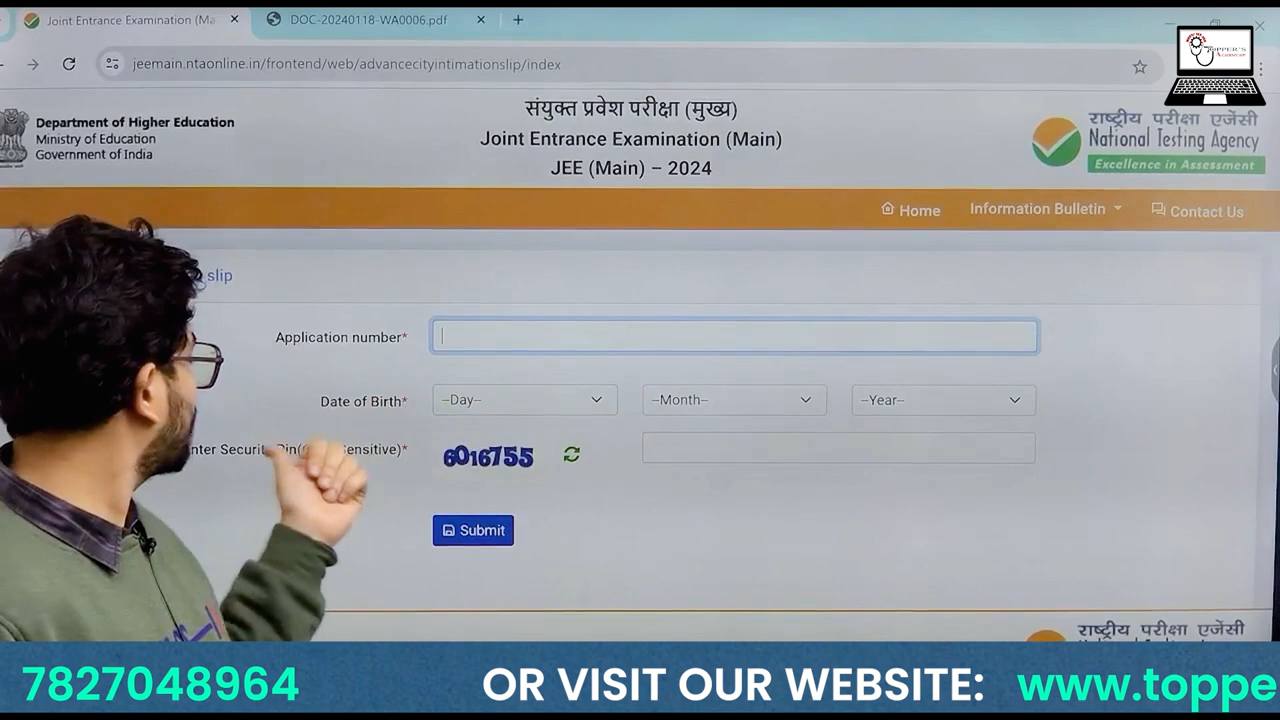 Joint Entrance Examination (Ma
DOC-20240118-WA0006.pdf
jeemain.ntaonline.in/frontend/web/advancecityintimationslip/index
TOPPER'S
Department of Higher Education
Ministry of Education
Government of India
संयुक्त प्रवेश परीक्षा (मुख्य)
Joint Entrance Examination (Main)
JEE (Main) – 2024
राष्ट्रीय परीक्षा एजेंसी
National Testing Agency
Excellence in Assessment
Home
Information Bulletin
Contact Us
slip
Application number*
Date of Birth*
--Day--
--Month--
--Year--
nter Securit Pin( Sensitive)*
6016755
Submit
राष्ट्रीय परीक्षा एजेंसी
7827048964
OR VISIT OUR WEBSITE:
www.toppe